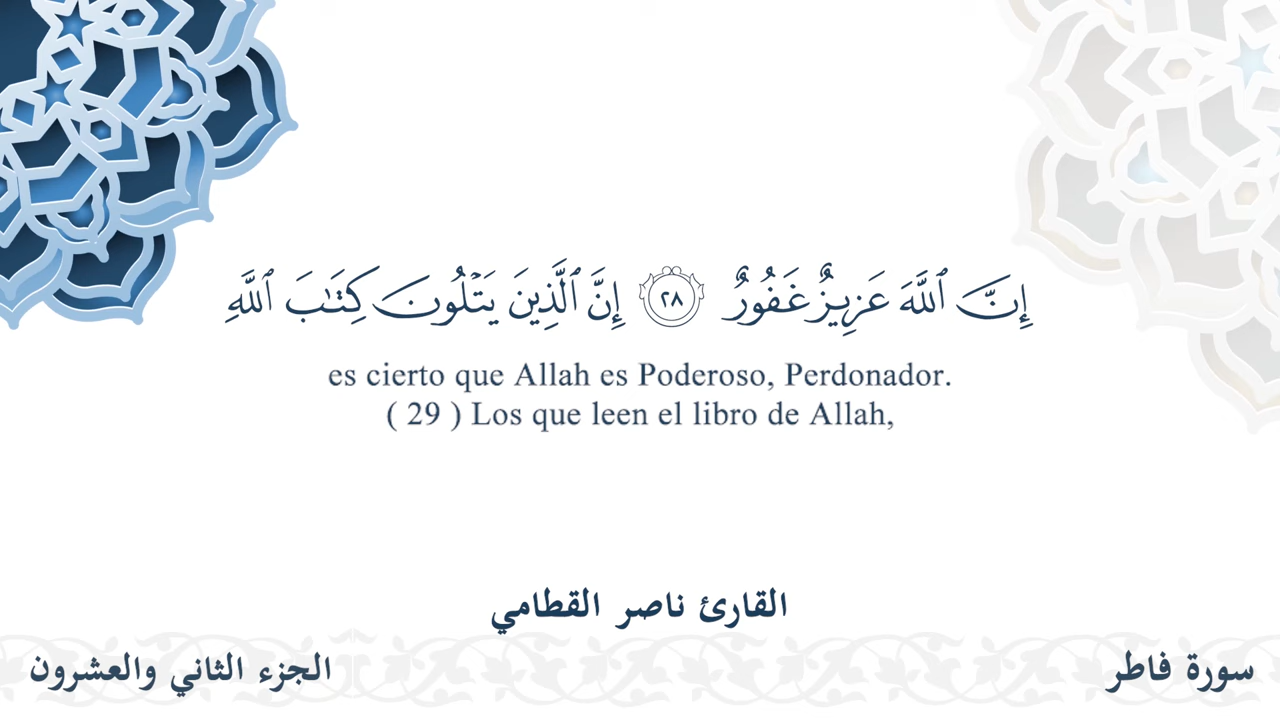 إِنَّ ٱللَّهَ عَزِيزٌ غَفُورٌ ٢٨ إِنَّ ٱلَّذِينَ يَتْلُونَ كِتَٰبَ ٱللَّهِ
es cierto que Allah es Poderoso, Perdonador.
( 29 ) Los que leen el libro de Allah,
القارئ ناصر القطامي
سورة فاطر
الجزء الثاني والعشرون